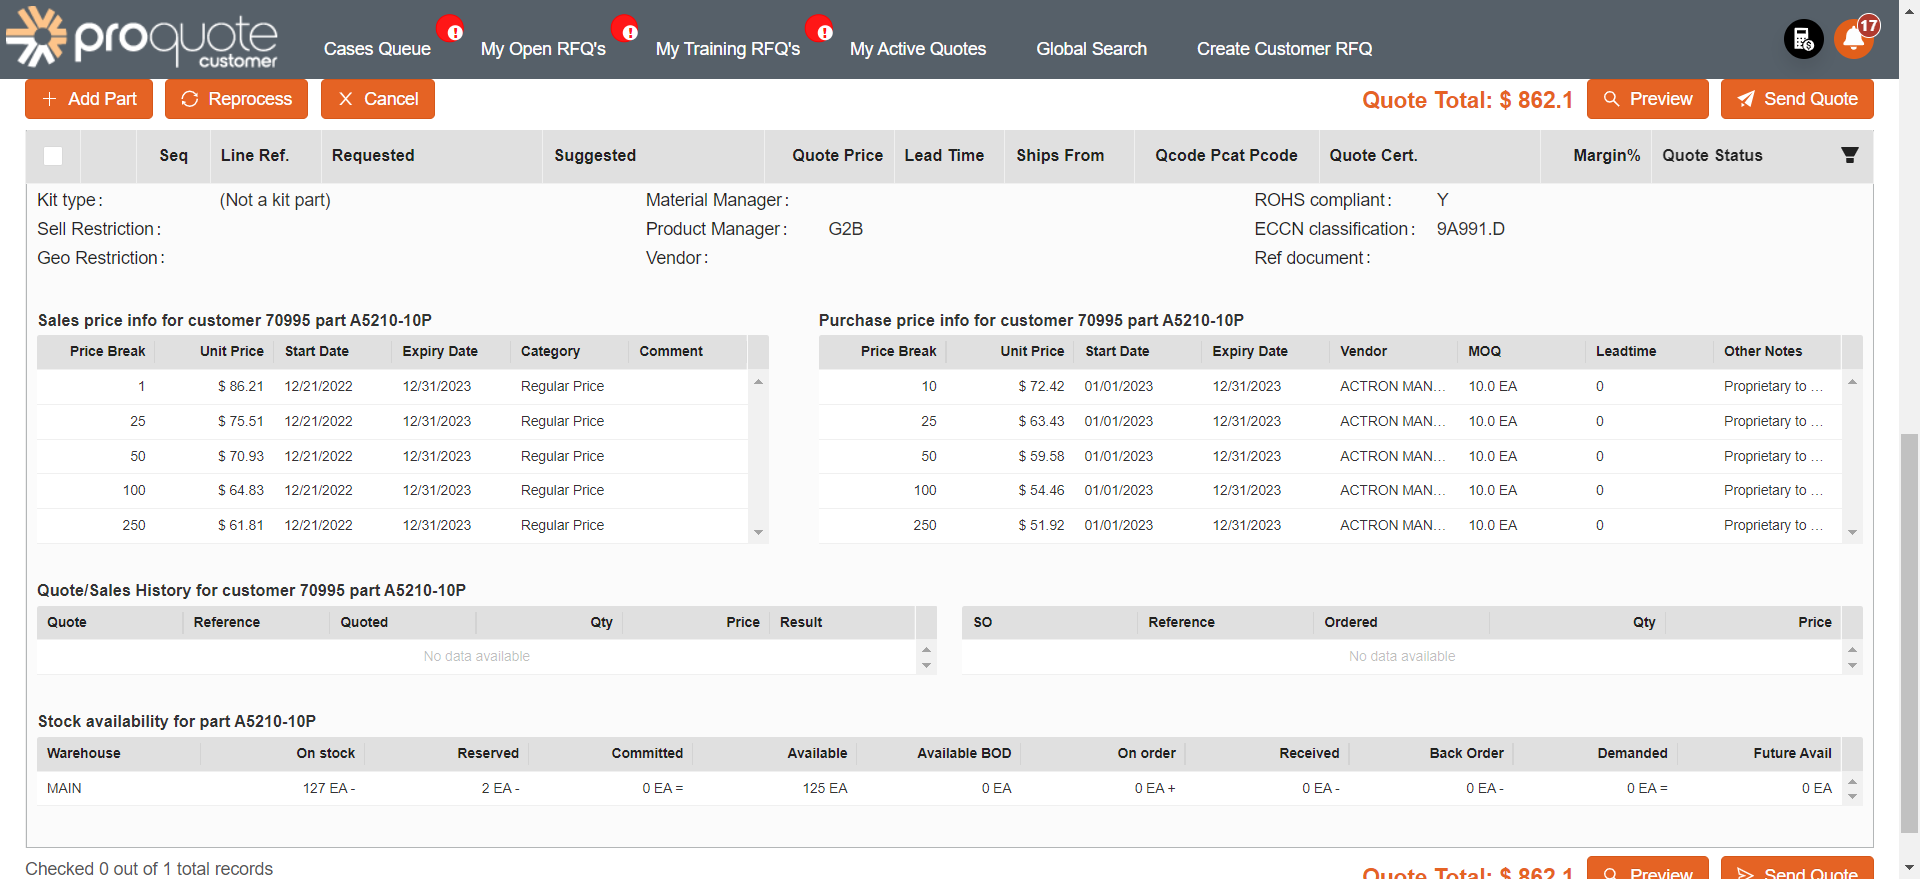 proquote customer
Cases Queue ! My Open RFQ's ! My Training RFQ's ! My Active Quotes Global Search Create Customer RFQ 17
Add Part Reprocess Cancel Quote Total: $ 862.1 Preview Send Quote
Seq Line Ref. Requested Suggested Quote Price Lead Time Ships From Qcode Pcat Pcode Quote Cert. Margin% Quote Status
Kit type: (Not a kit part) Material Manager: ROHS compliant: Y
Sell Restriction: Product Manager: G2B ECCN classification: 9A991.D
Geo Restriction: Vendor: Ref document:
Sales price info for customer 70995 part A5210-10P
Price Break Unit Price Start Date Expiry Date Category Comment
1 $ 86.21 12/21/2022 12/31/2023 Regular Price
25 $ 75.51 12/21/2022 12/31/2023 Regular Price
50 $ 70.93 12/21/2022 12/31/2023 Regular Price
100 $ 64.83 12/21/2022 12/31/2023 Regular Price
250 $ 61.81 12/21/2022 12/31/2023 Regular Price
Purchase price info for customer 70995 part A5210-10P
Price Break Unit Price Start Date Expiry Date Vendor MOQ Leadtime Other Notes
10 $ 72.42 01/01/2023 12/31/2023 ACTRON MAN... 10.0 EA 0 Proprietary to ...
25 $ 63.43 01/01/2023 12/31/2023 ACTRON MAN... 10.0 EA 0 Proprietary to ...
50 $ 59.58 01/01/2023 12/31/2023 ACTRON MAN... 10.0 EA 0 Proprietary to ...
100 $ 54.46 01/01/2023 12/31/2023 ACTRON MAN... 10.0 EA 0 Proprietary to ...
250 $ 51.92 01/01/2023 12/31/2023 ACTRON MAN... 10.0 EA 0 Proprietary to ...
Quote/Sales History for customer 70995 part A5210-10P
Quote Reference Quoted Qty Price Result
No data available
SO Reference Ordered Qty Price
No data available
Stock availability for part A5210-10P
Warehouse On stock Reserved Committed Available Available BOD On order Received Back Order Demanded Future Avail
MAIN 127 EA - 2 EA - 0 EA = 125 EA 0 EA 0 EA + 0 EA - 0 EA - 0 EA = 0 EA
Checked 0 out of 1 total records
Quote Total: $ 862.1 Preview Send Quote